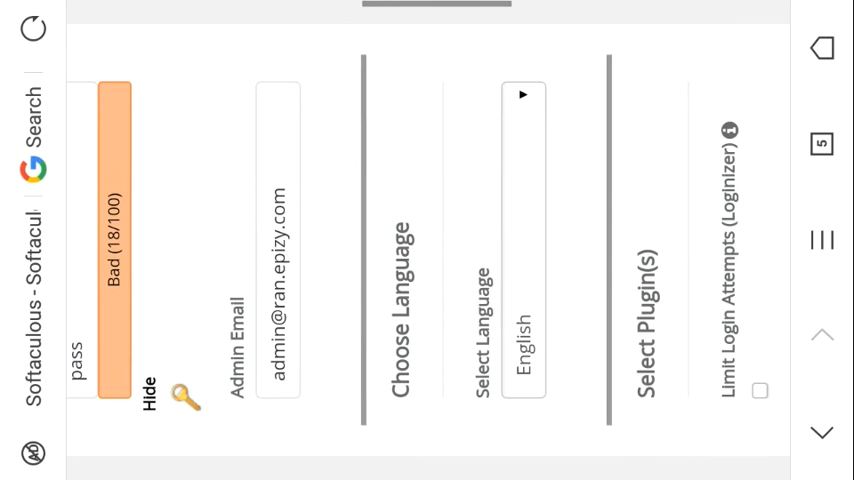 Softaculous - Softacul
Search
pass
Bad (18/100)
Hide
Admin Email
admin@ran.epizy.com
Choose Language
Select Language
English
Select Plugin(s)
Limit Login Attempts (Loginizer)
5